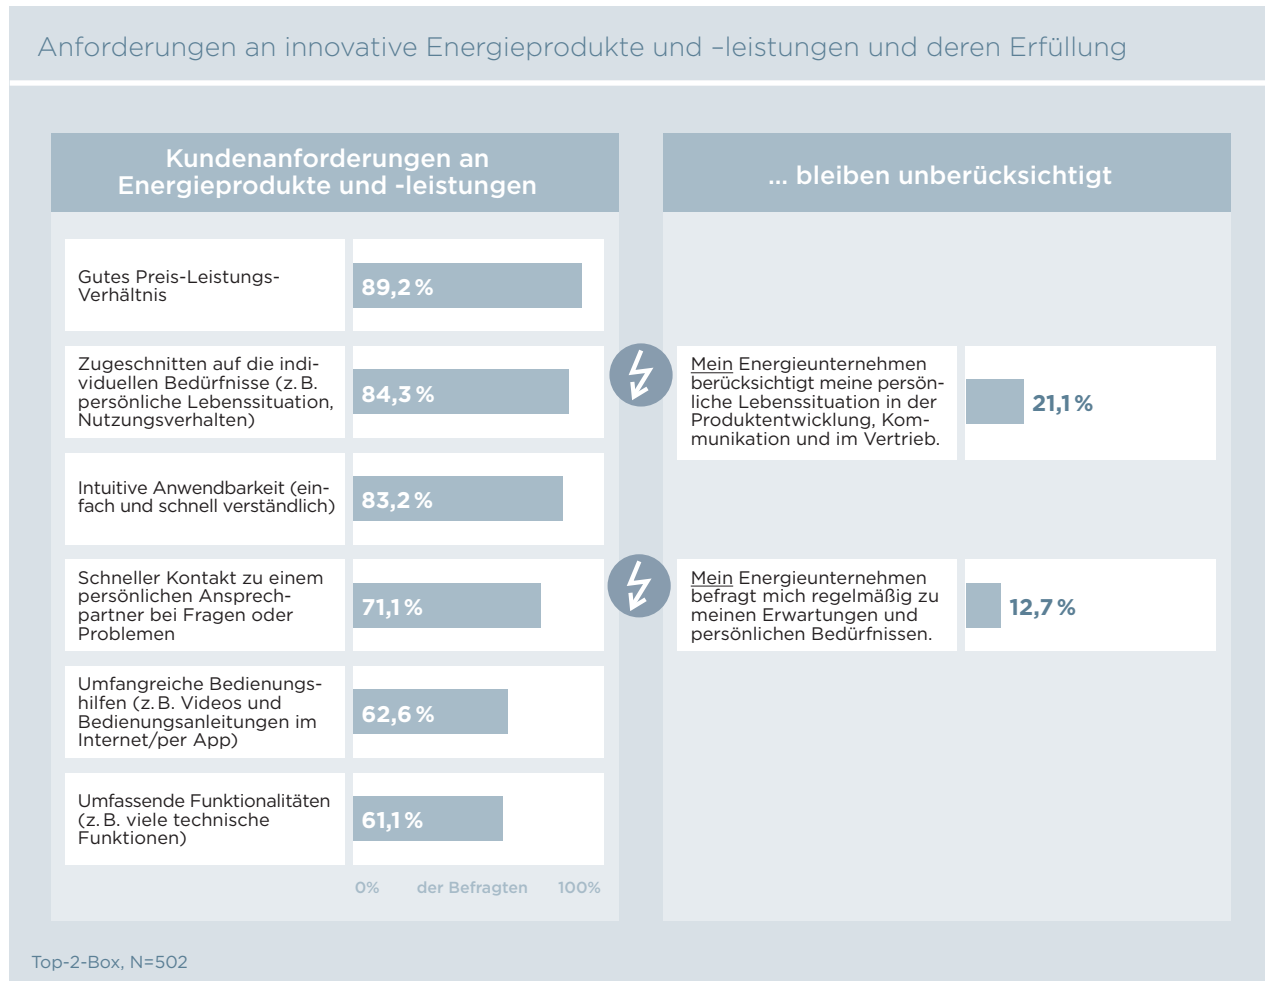 Anforderungen an innovative Energieprodukte und –leistungen und deren Erfüllung
Kundenanforderungen an
Energieprodukte und -leistungen
Gutes Preis-Leistungs-
Verhältnis
89,2 %
Zugeschnitten auf die indi-
viduellen Bedürfnisse (z. B.
persönliche Lebenssituation,
Nutzungsverhalten)
84,3 %
Intuitive Anwendbarkeit (ein-
fach und schnell verständlich)
83,2 %
Schneller Kontakt zu einem
persönlichen Ansprech-
partner bei Fragen oder
Problemen
71,1 %
Umfangreiche Bedienungs-
hilfen (z. B. Videos und
Bedienungsanleitungen im
Internet/per App)
62,6 %
Umfassende Funktionalitäten
(z. B. viele technische
Funktionen)
61,1 %
0% der Befragten 100%
... bleiben unberücksichtigt
Mein Energieunternehmen
berücksichtigt meine persön-
liche Lebenssituation in der
Produktentwicklung, Kom-
munikation und im Vertrieb.
21,1 %
Mein Energieunternehmen
befragt mich regelmäßig zu
meinen Erwartungen und
persönlichen Bedürfnissen.
12,7 %
Top-2-Box, N=502